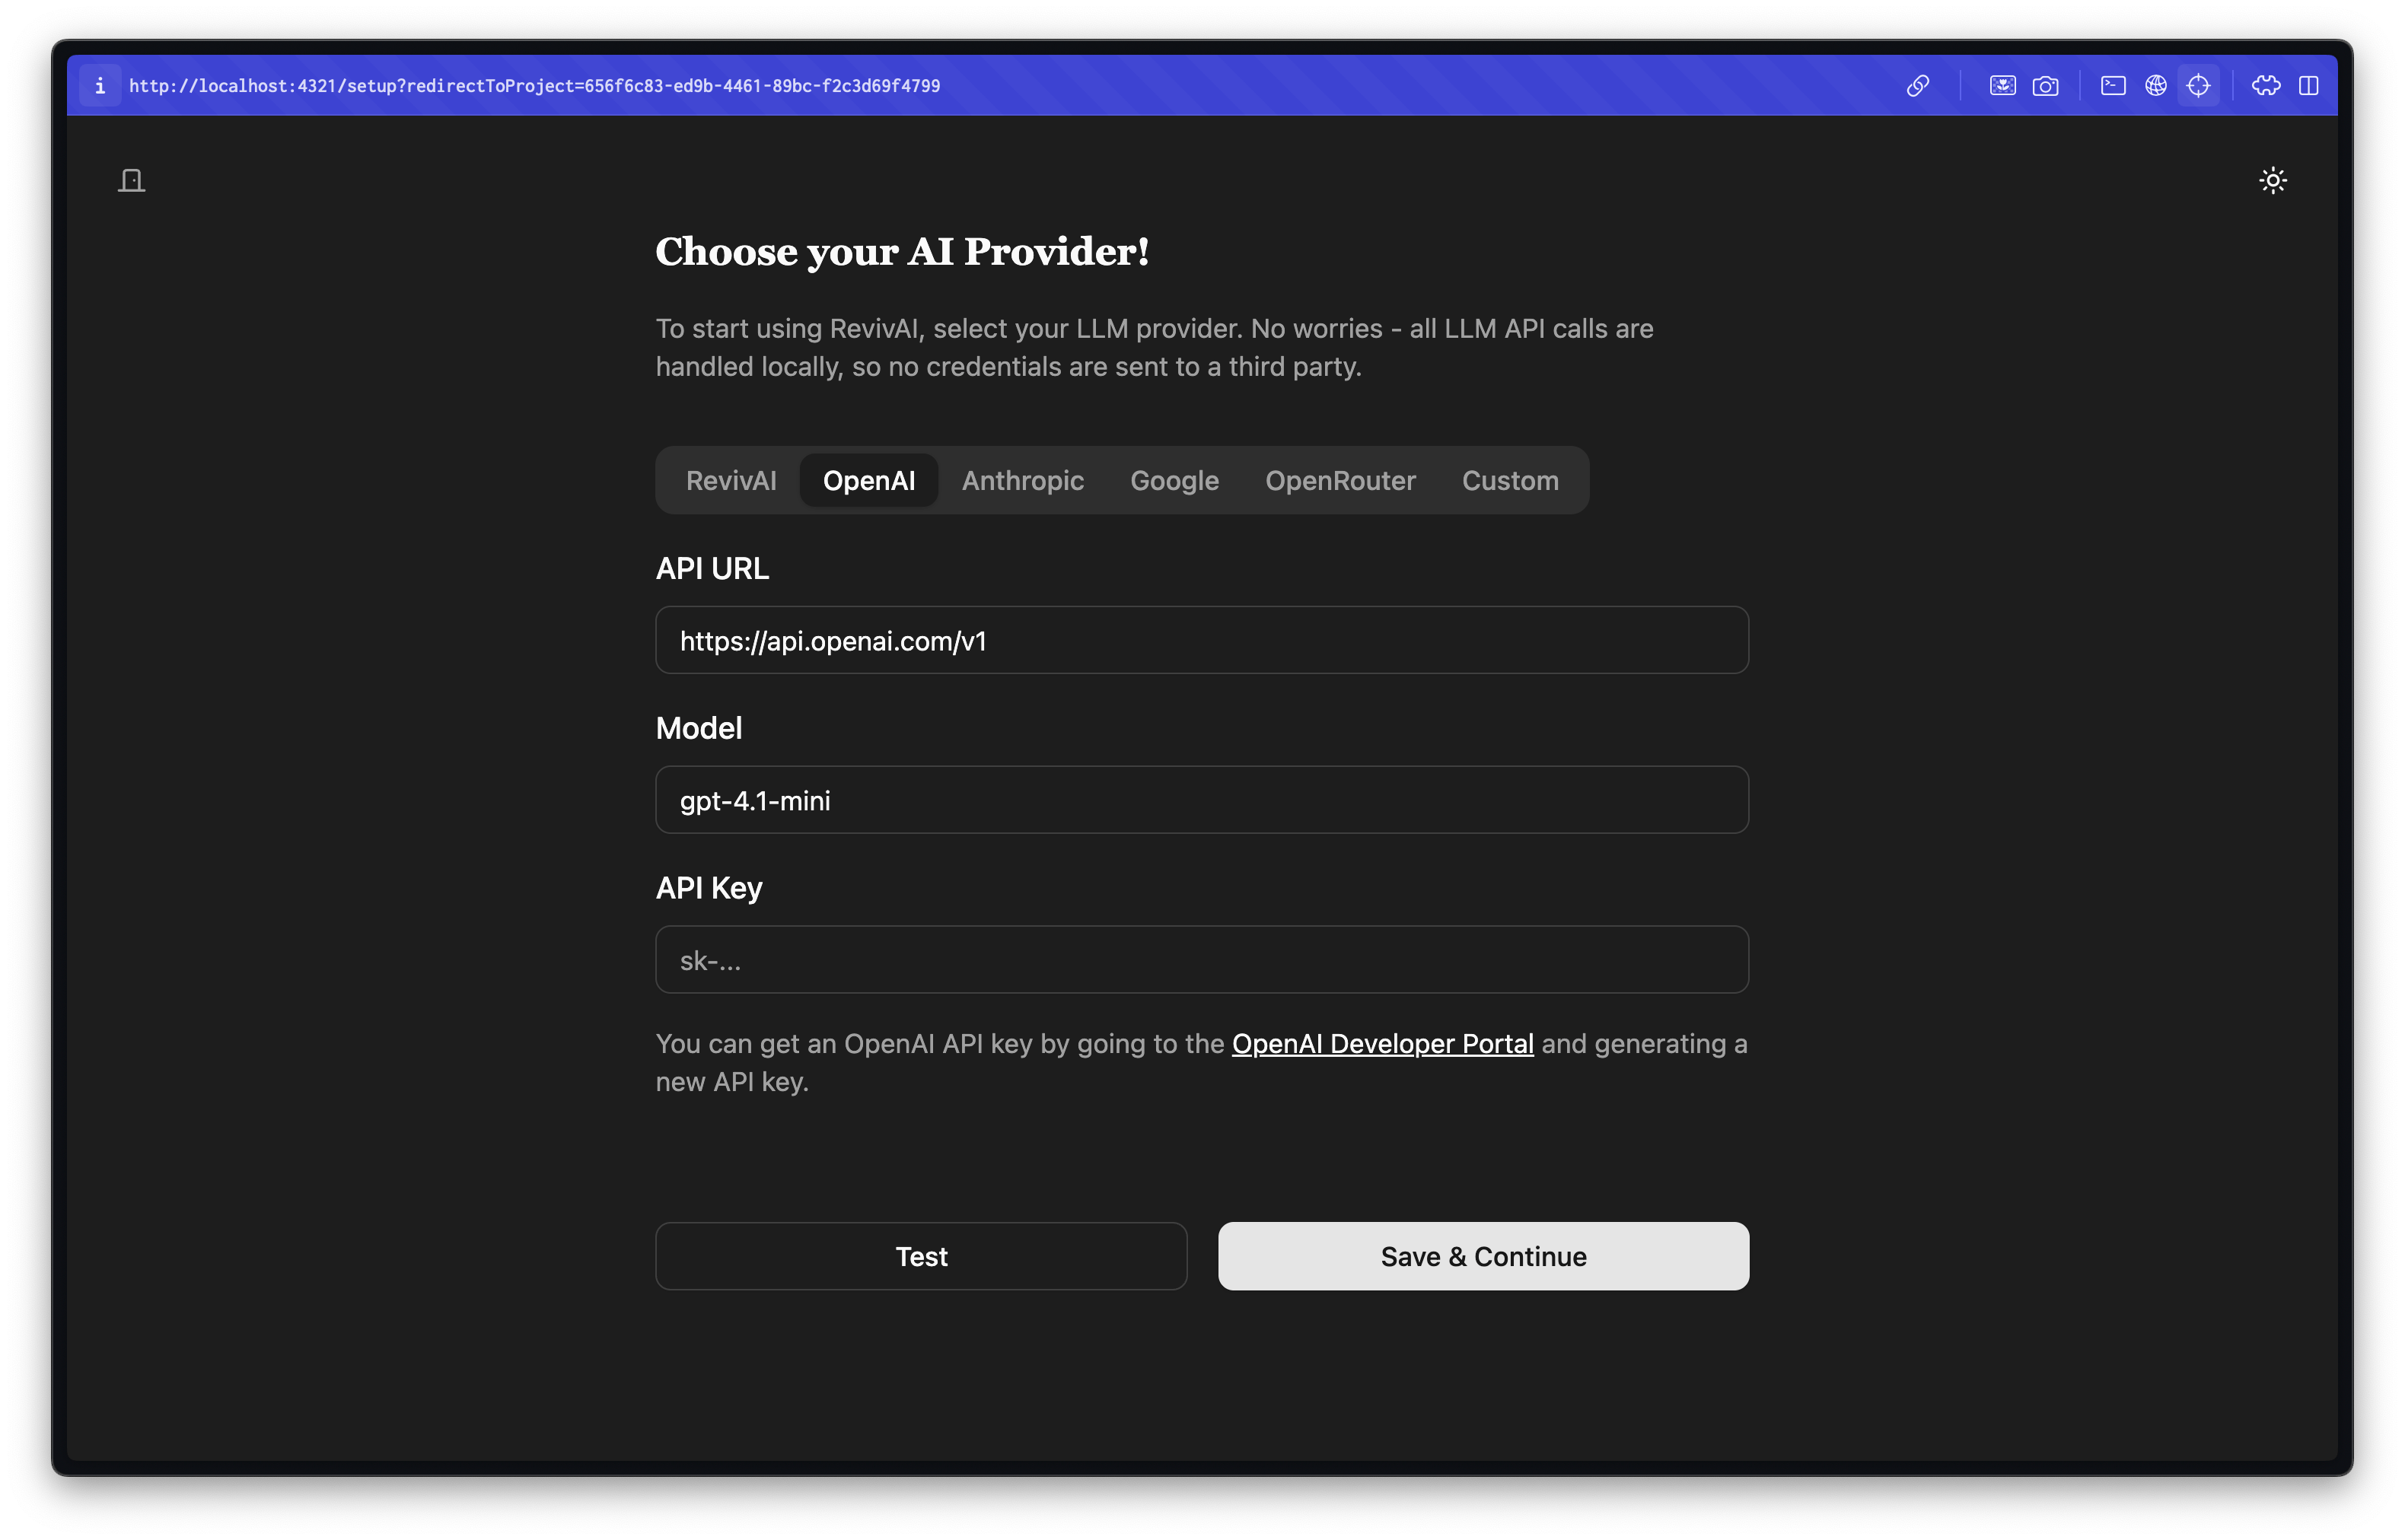 i
http://localhost:4321/setup?redirectToProject=656f6c83-ed9b-4461-89bc-f2c3d69f4799
Choose your AI Provider!
To start using RevivAI, select your LLM provider. No worries - all LLM API calls are
handled locally, so no credentials are sent to a third party.
RevivAI OpenAI Anthropic Google OpenRouter Custom
API URL
https://api.openai.com/v1
Model
gpt-4.1-mini
API Key
sk-...
You can get an OpenAI API key by going to the OpenAI Developer Portal and generating a
new API key.
Test Save & Continue